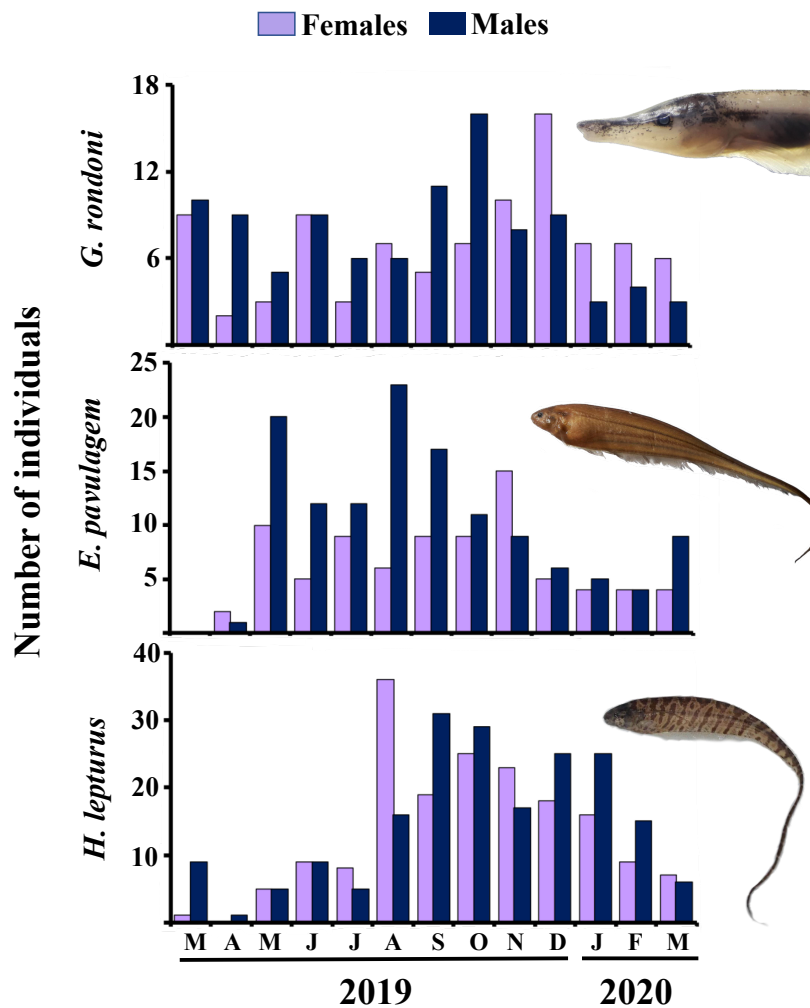 Females Males
Number of individuals
G. rondoni
18
12
6
E. pavulagem
25
20
15
10
5
H. lepturus
40
30
20
10
M A M J J A S O N D J F M
2019 2020